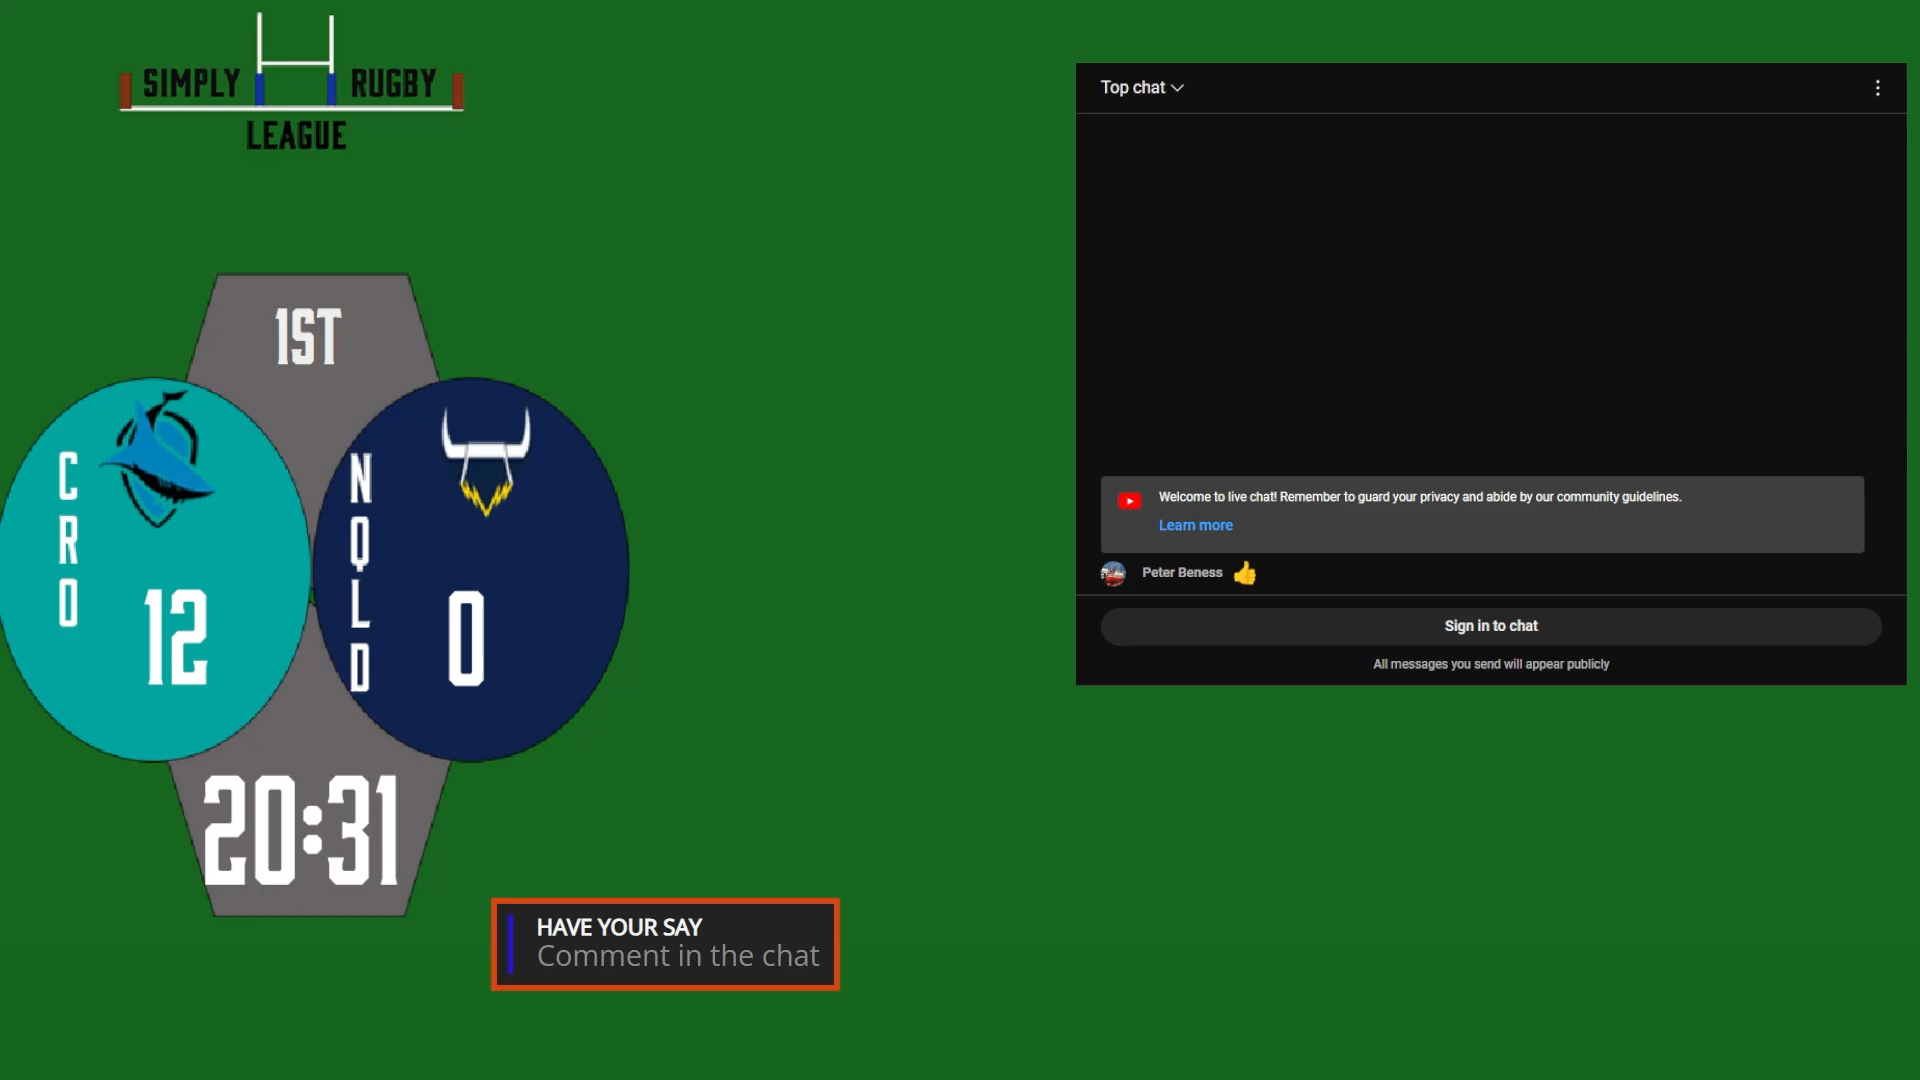 SIMPLY RUGBY
LEAGUE
1ST
CRO
12
NQLD
0
20:31
HAVE YOUR SAY
Comment in the chat
Top chat
Welcome to live chat! Remember to guard your privacy and abide by our community guidelines.
Learn more
Peter Beness 👍
Sign in to chat
All messages you send will appear publicly